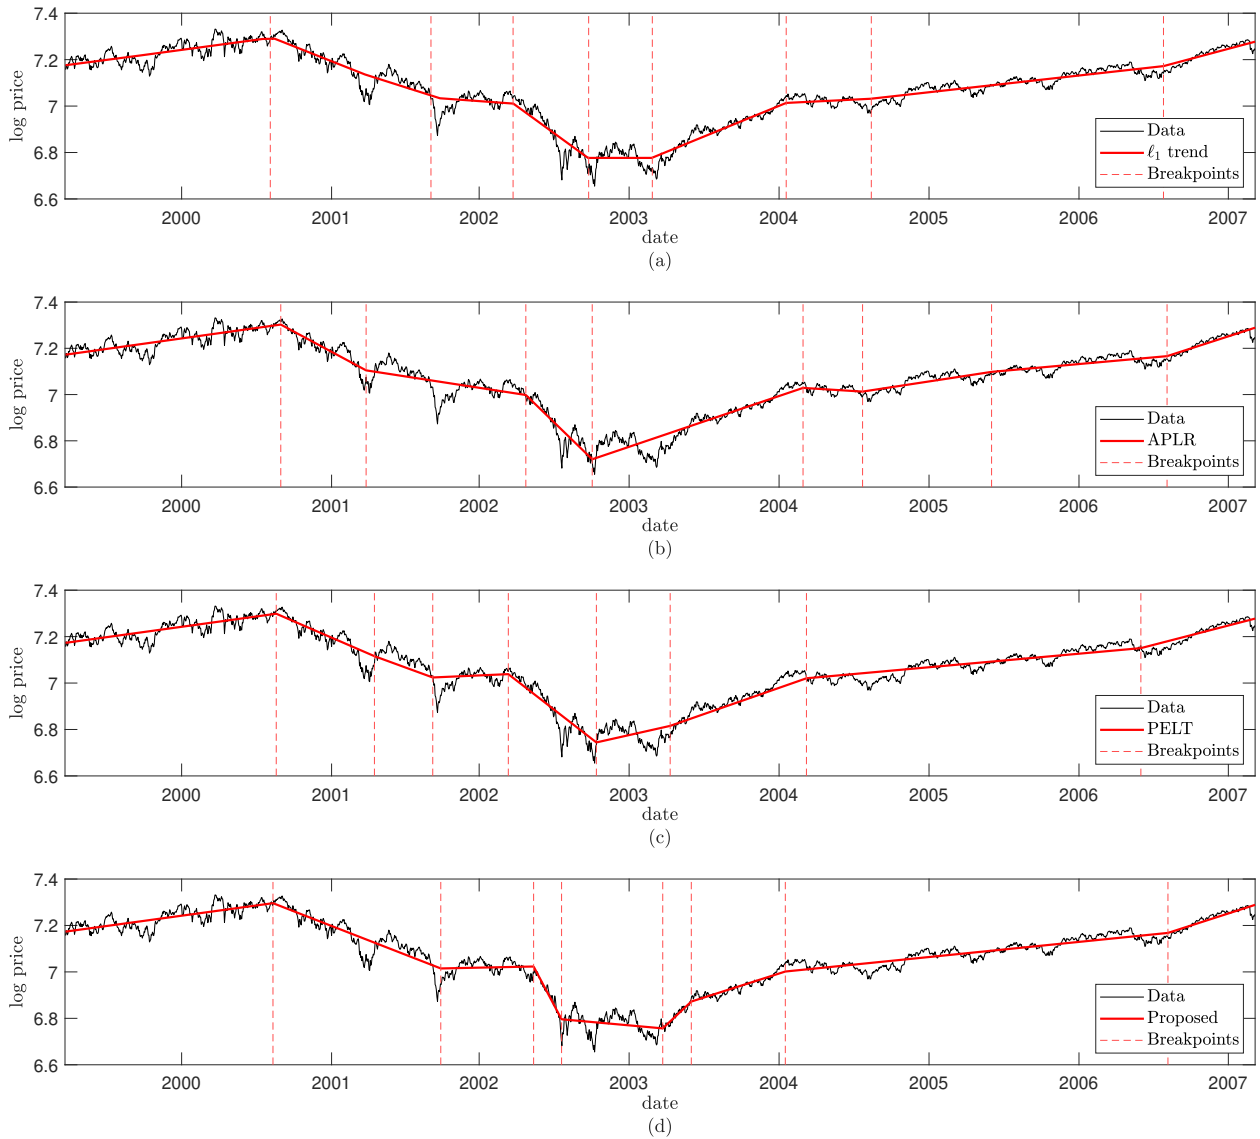 7.4
7.2
7
6.8
6.6
log price
Data
ℓ1 trend
Breakpoints
2000 2001 2002 2003 2004 2005 2006 2007
date
(a)
7.4
7.2
7
6.8
6.6
log price
Data
APLR
Breakpoints
2000 2001 2002 2003 2004 2005 2006 2007
date
(b)
7.4
7.2
7
6.8
6.6
log price
Data
PELT
Breakpoints
2000 2001 2002 2003 2004 2005 2006 2007
date
(c)
7.4
7.2
7
6.8
6.6
log price
Data
Proposed
Breakpoints
2000 2001 2002 2003 2004 2005 2006 2007
date
(d)